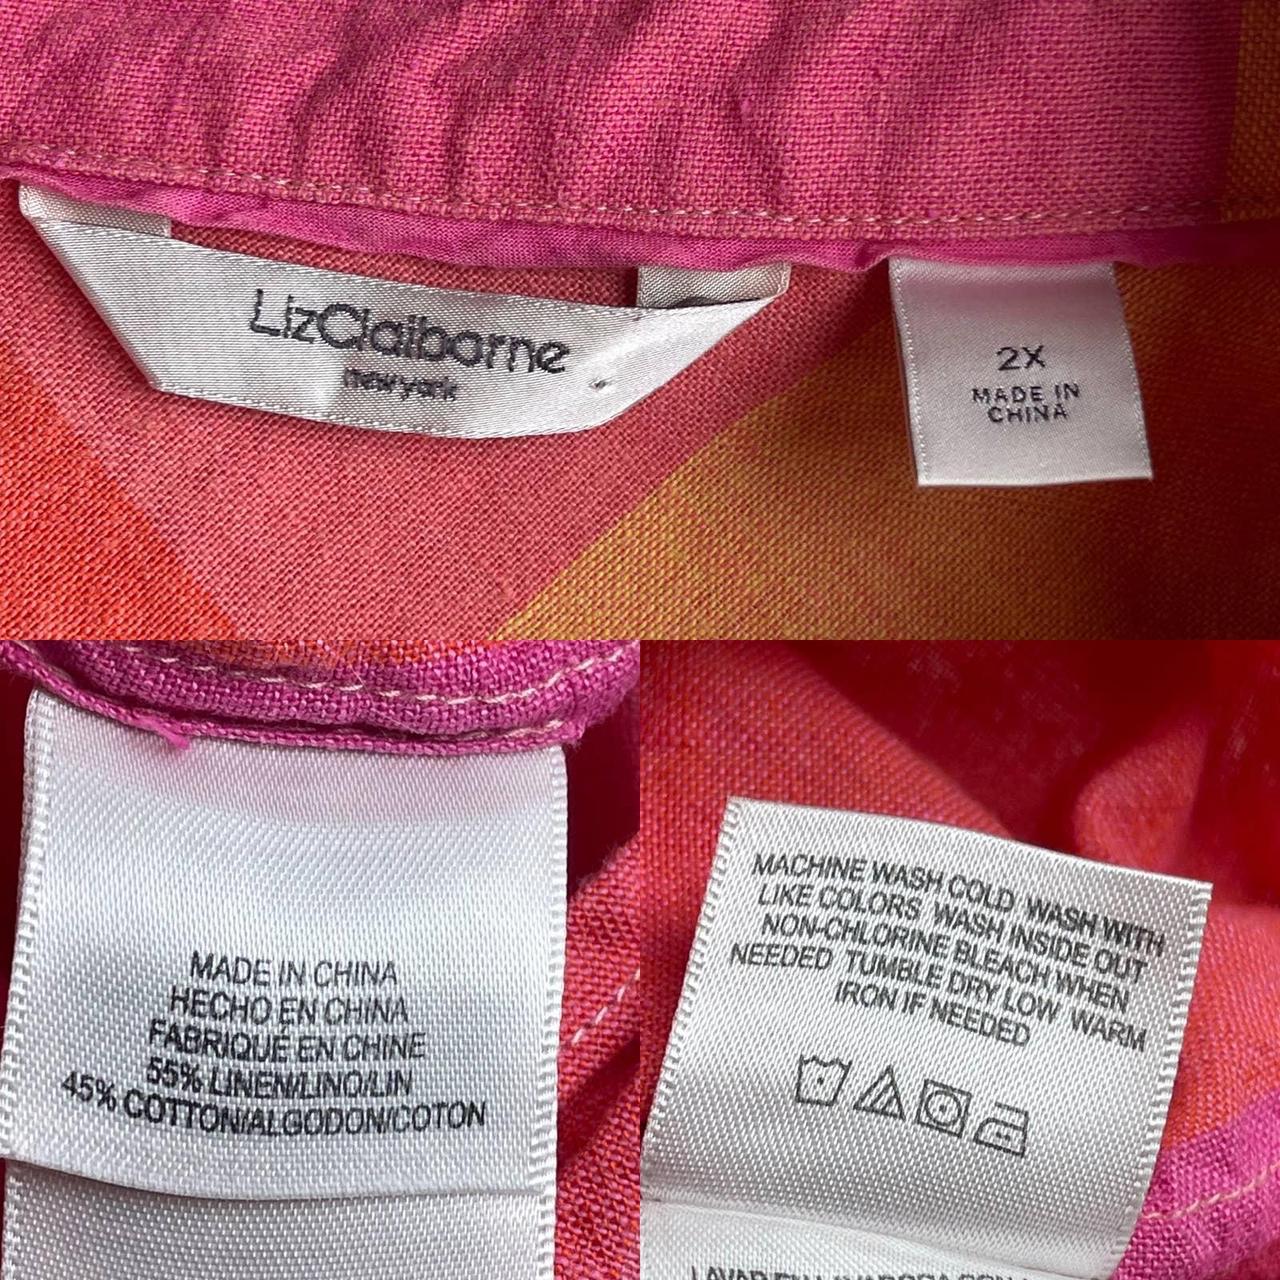 LizClaiborne
new york
2X
MADE IN
CHINA
MADE IN CHINA
HECHO EN CHINA
FABRIQUE EN CHINE
55% LINEN/LINO/LIN
45% COTTON/ALGODON/COTON
MACHINE WASH COLD WASH WITH
LIKE COLORS WASH INSIDE OUT
NON-CHLORINE BLEACH WHEN
NEEDED TUMBLE DRY LOW WARM
IRON IF NEEDED